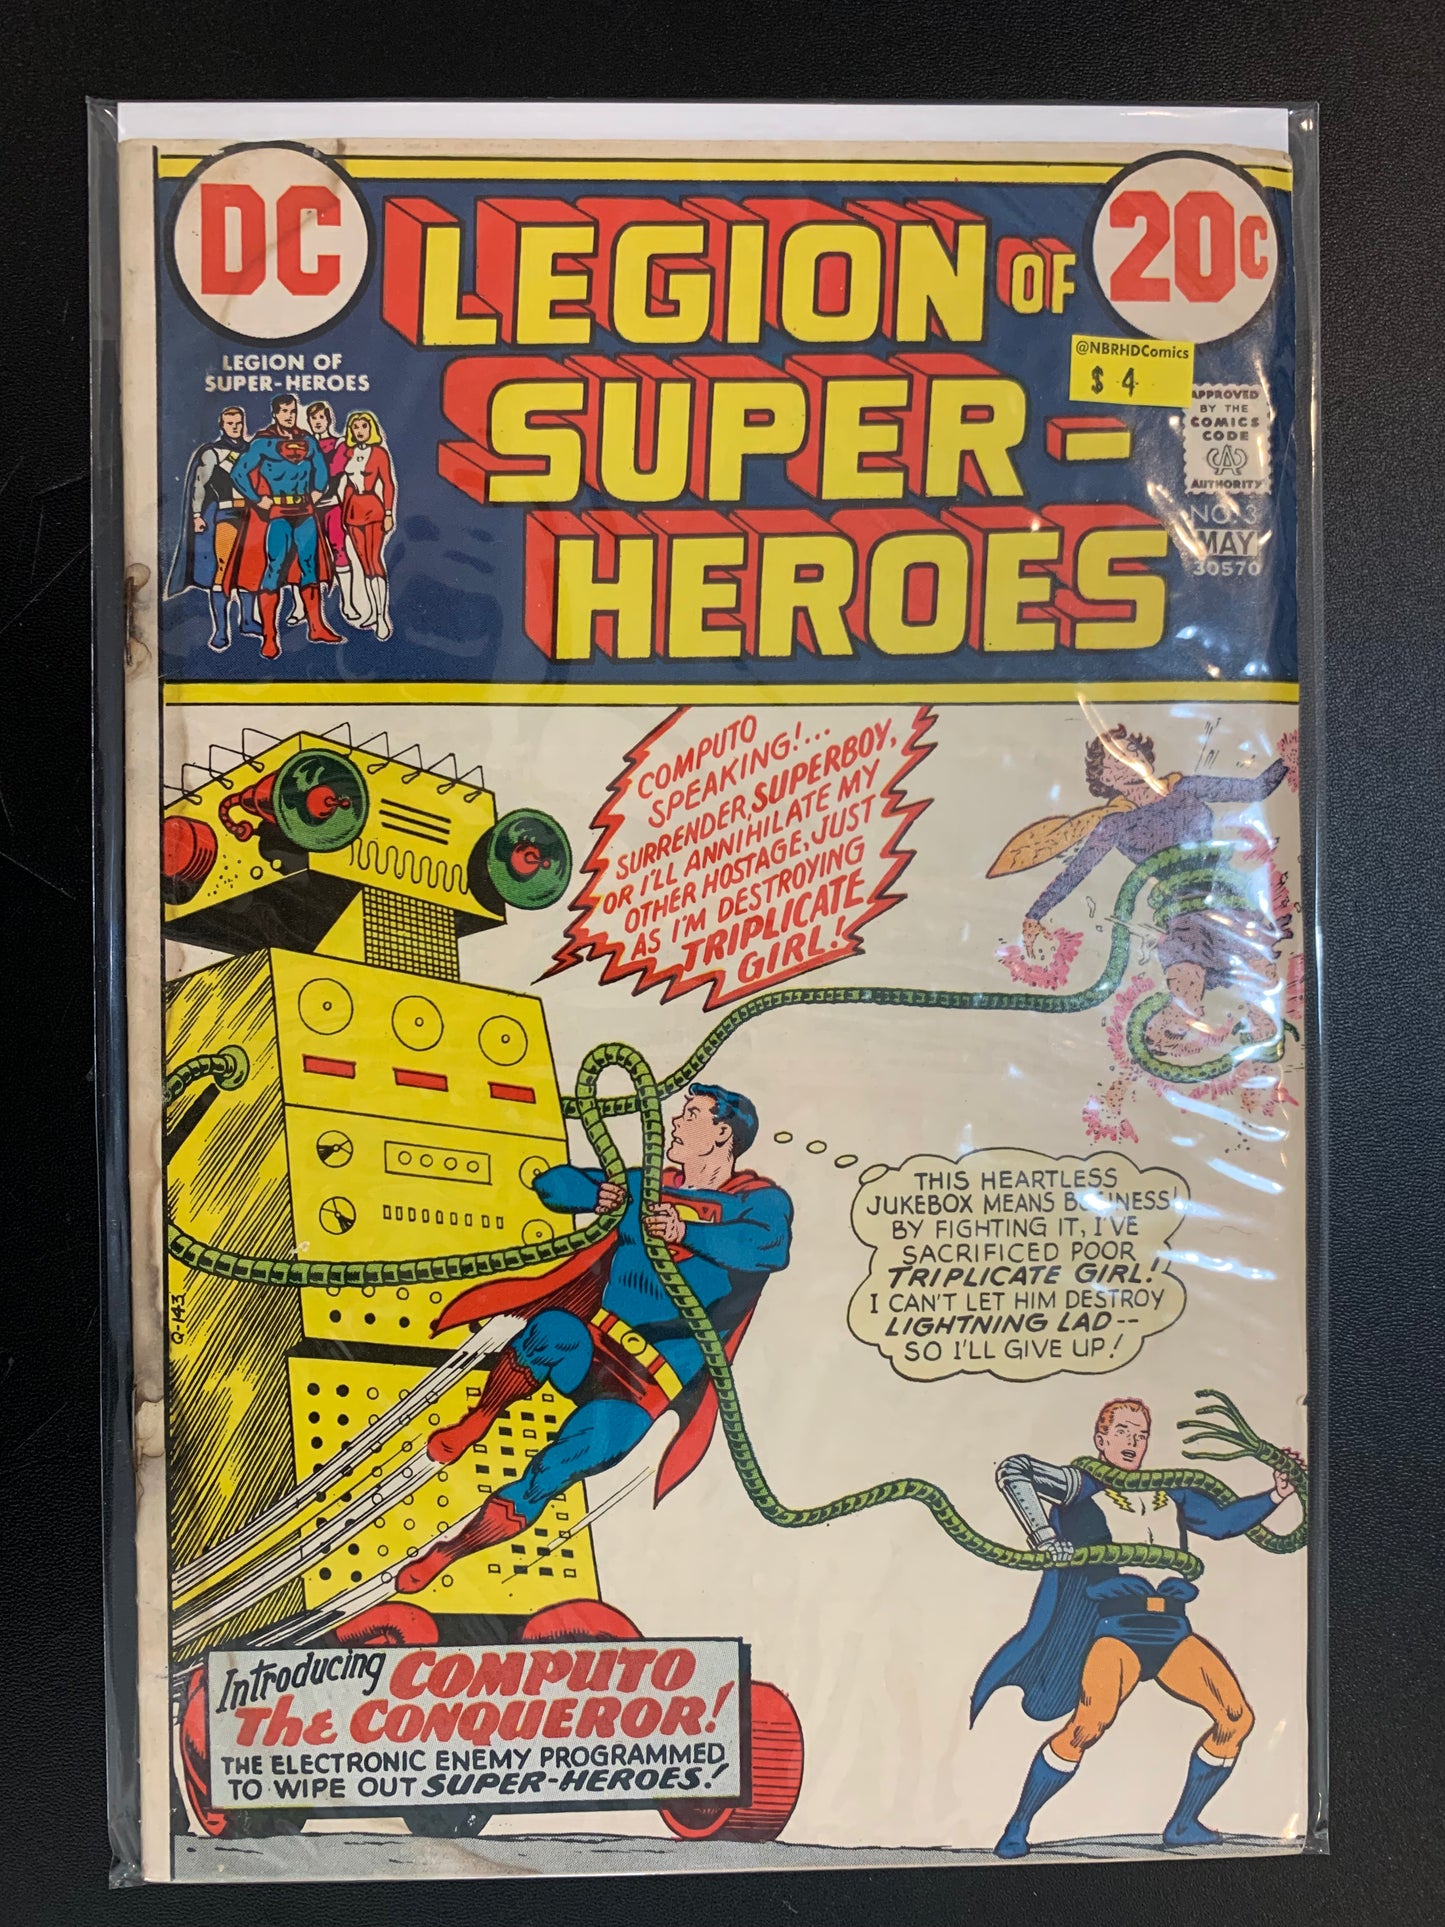 DC
LEGION OF
SUPER-
HEROES
20¢
LEGION OF
SUPER-HEROES
@NBRHDComics
$ 4
APPROVED
BY THE
COMICS
CODE
CA
AUTHORITY
NO. 3
MAY
30570
COMPUTO
SPEAKING!...
SURRENDER, SUPERBOY,
OR I'LL ANNIHILATE MY
OTHER HOSTAGE, JUST
AS I'M DESTROYING
TRIPLICATE
GIRL!
THIS HEARTLESS
JUKEBOX MEANS BUSINESS!
BY FIGHTING IT, I'VE
SACRIFICED POOR
TRIPLICATE GIRL!
I CAN'T LET HIM DESTROY
LIGHTNING LAD--
SO I'LL GIVE UP!
Q-143
Introducing COMPUTO
The CONQUEROR!
THE ELECTRONIC ENEMY PROGRAMMED
TO WIPE OUT SUPER-HEROES!